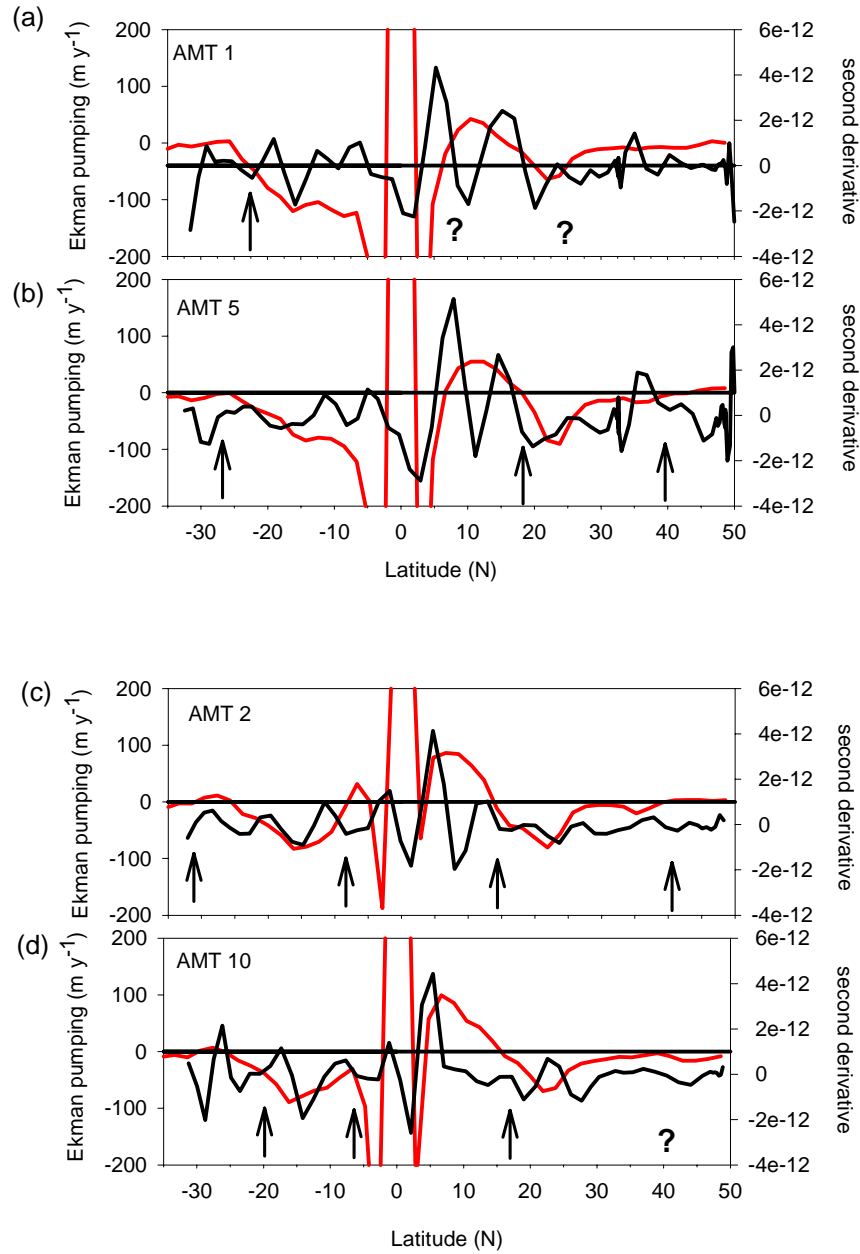 (a)
AMT 1
200
100
0
-100
-200
Ekman pumping (m y-1)
6e-12
4e-12
2e-12
0
-2e-12
-4e-12
second derivative
? ?
(b)
AMT 5
200
100
0
-100
-200
Ekman pumping (m y-1)
6e-12
4e-12
2e-12
0
-2e-12
-4e-12
second derivative
-30 -20 -10 0 10 20 30 40 50
Latitude (N)
(c)
AMT 2
200
100
0
-100
-200
Ekman pumping (m y-1)
6e-12
4e-12
2e-12
0
-2e-12
-4e-12
second derivative
(d)
AMT 10
200
100
0
-100
-200
Ekman pumping (m y-1)
6e-12
4e-12
2e-12
0
-2e-12
-4e-12
second derivative
?
-30 -20 -10 0 10 20 30 40 50
Latitude (N)